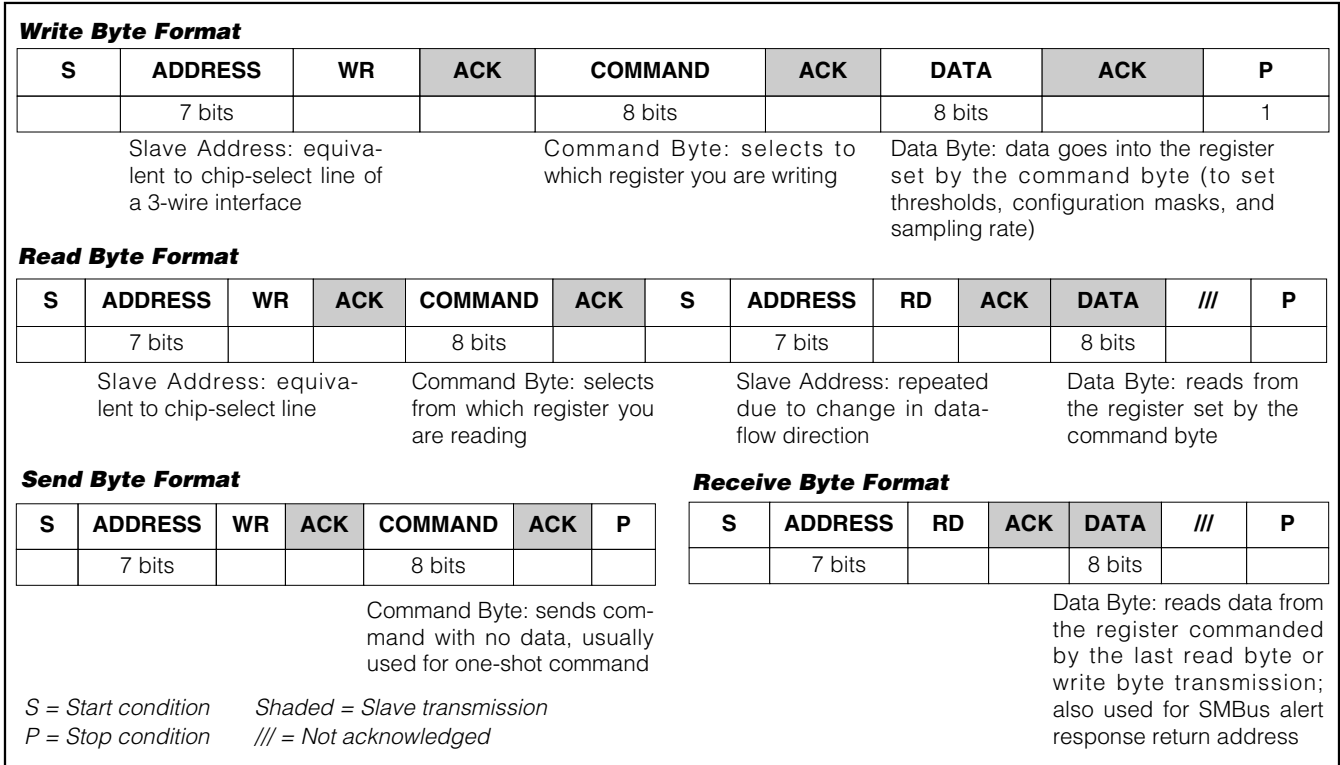 Write Byte Format
S ADDRESS WR ACK COMMAND ACK DATA ACK P
7 bits 8 bits 8 bits 1
Slave Address: equiva-
lent to chip-select line of
a 3-wire interface
Command Byte: selects to
which register you are writing
Data Byte: data goes into the register
set by the command byte (to set
thresholds, configuration masks, and
sampling rate)
Read Byte Format
S ADDRESS WR ACK COMMAND ACK S ADDRESS RD ACK DATA /// P
7 bits 8 bits 7 bits 8 bits
Slave Address: equiva-
lent to chip-select line
Command Byte: selects
from which register you
are reading
Slave Address: repeated
due to change in data-
flow direction
Data Byte: reads from
the register set by the
command byte
Send Byte Format
S ADDRESS WR ACK COMMAND ACK P
7 bits 8 bits
Command Byte: sends com-
mand with no data, usually
used for one-shot command
Receive Byte Format
S ADDRESS RD ACK DATA /// P
7 bits 8 bits
Data Byte: reads data from
the register commanded
by the last read byte or
write byte transmission;
also used for SMBus alert
response return address
S = Start condition Shaded = Slave transmission
P = Stop condition /// = Not acknowledged